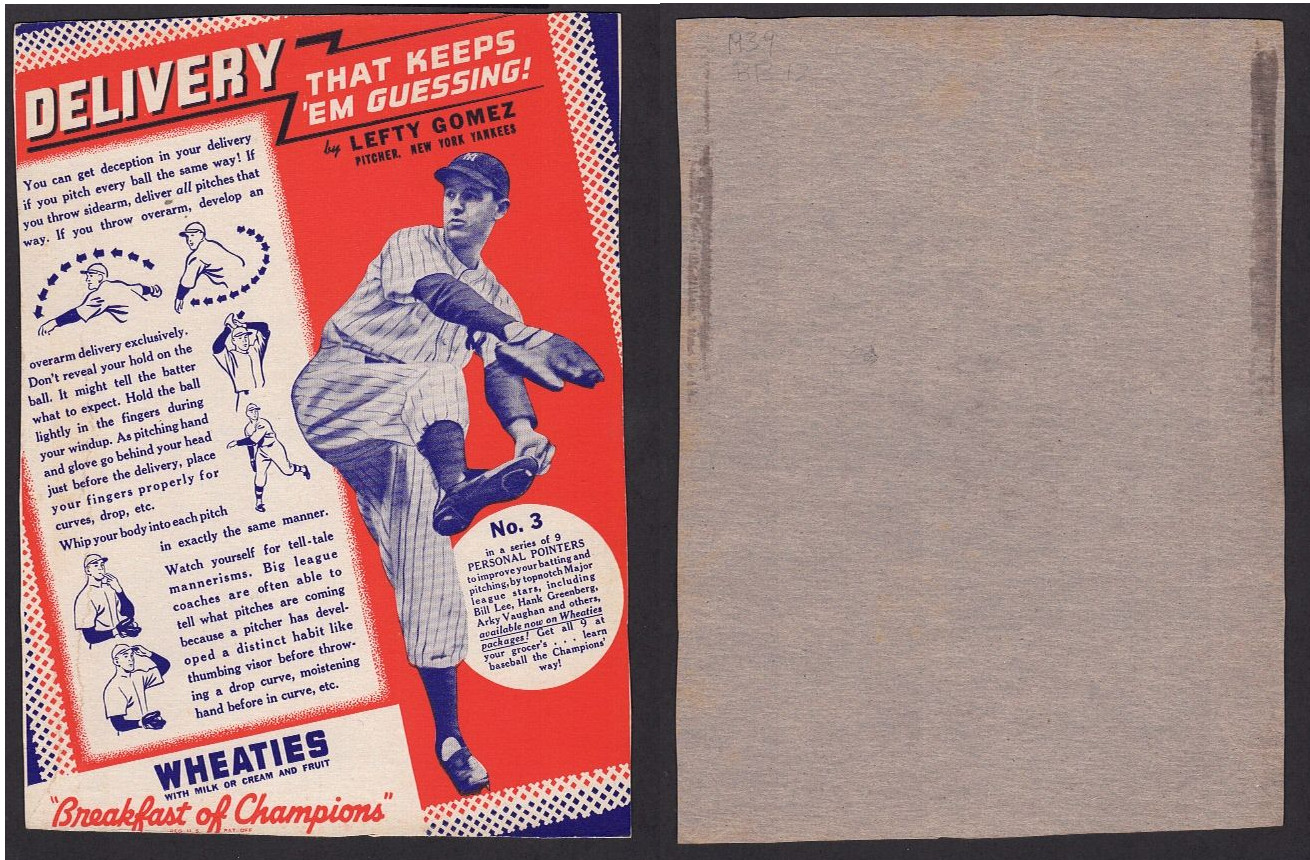 DELIVERY
THAT KEEPS
'EM GUESSING!
by LEFTY GOMEZ
PITCHER, NEW YORK YANKEES
You can get deception in your delivery
if you pitch every ball the same way! If
you throw sidearm, deliver all pitches that
way. If you throw overarm, develop an
overarm delivery exclusively.
Don't reveal your hold on the
ball. It might tell the batter
what to expect. Hold the ball
lightly in the fingers during
your windup. As pitching hand
and glove go behind your head
just before the delivery, place
your fingers properly for
curves, drop, etc.
Whip your body into each pitch
in exactly the same manner.
Watch yourself for tell-tale
mannerisms. Big league
coaches are often able to
tell what pitches are coming
because a pitcher has devel-
oped a distinct habit like
thumbing visor before throw-
ing a drop curve, moistening
hand before in curve, etc.
No. 3
in a series of 9
PERSONAL POINTERS
to improve your batting and
pitching, by topnotch Major
league stars, including
Bill Lee, Hank Greenberg,
Arky Vaughan and others,
available now on Wheaties
packages! Get all 9 at
your grocer's . . . learn
baseball the Champions'
way!
WHEATIES
WITH MILK OR CREAM AND FRUIT
"Breakfast of Champions"
REG. U. S. PAT. OFF.